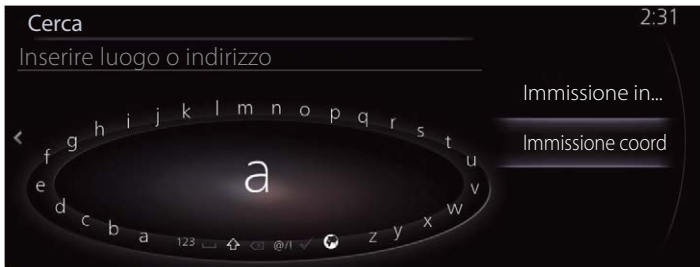 Cerca
2:31
Inserire luogo o indirizzo
Immissione in...
Immissione coord
a b c d e f g h i j k l m n o p q r s t u v w x y z
a
123
@/!